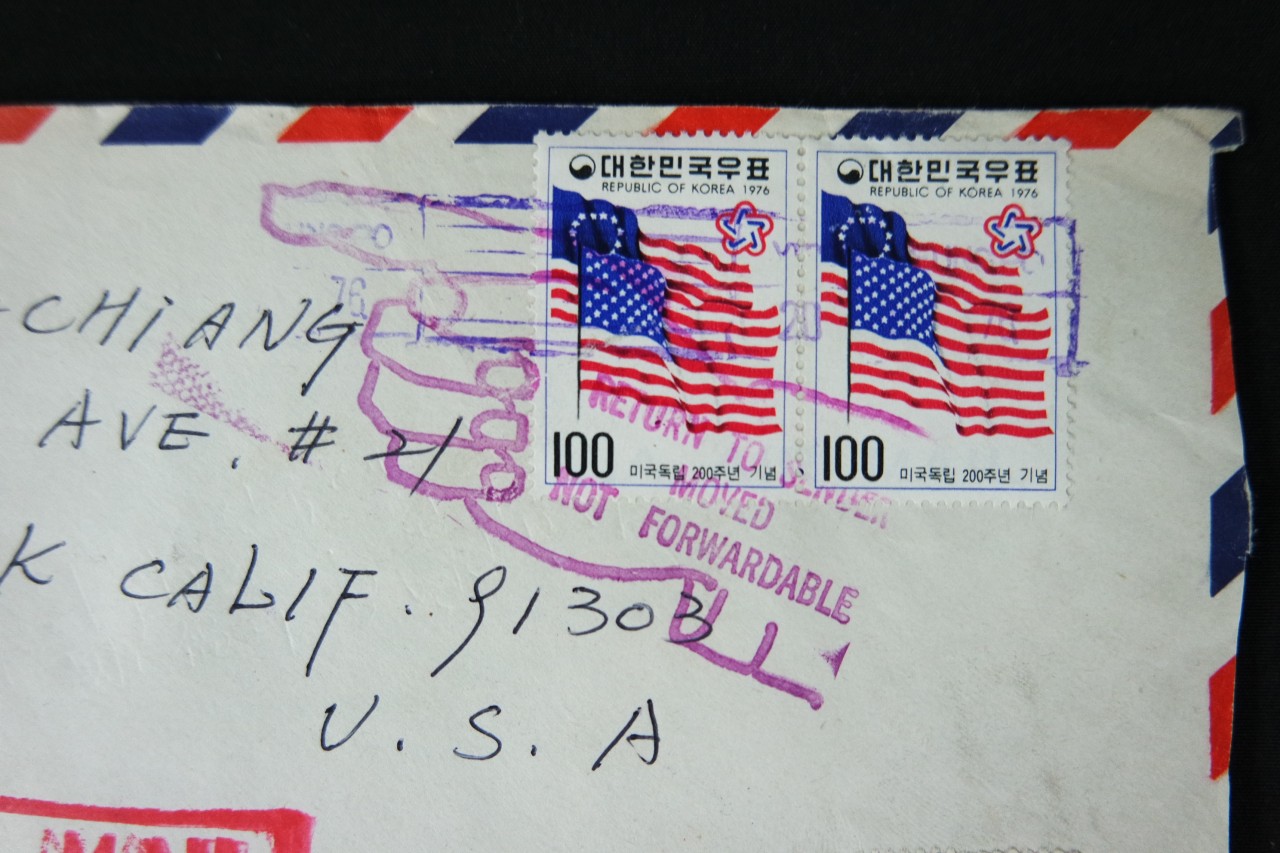 대한민국우표
REPUBLIC OF KOREA 1976
100
미국독립 200주년 기념
대한민국우표
REPUBLIC OF KOREA 1976
100
미국독립 200주년 기념
76
20
RETURN TO SENDER
MOVED
NOT FORWARDABLE
-CHiANG
AVE. # 21
K CALIF. 91303
U.S.A